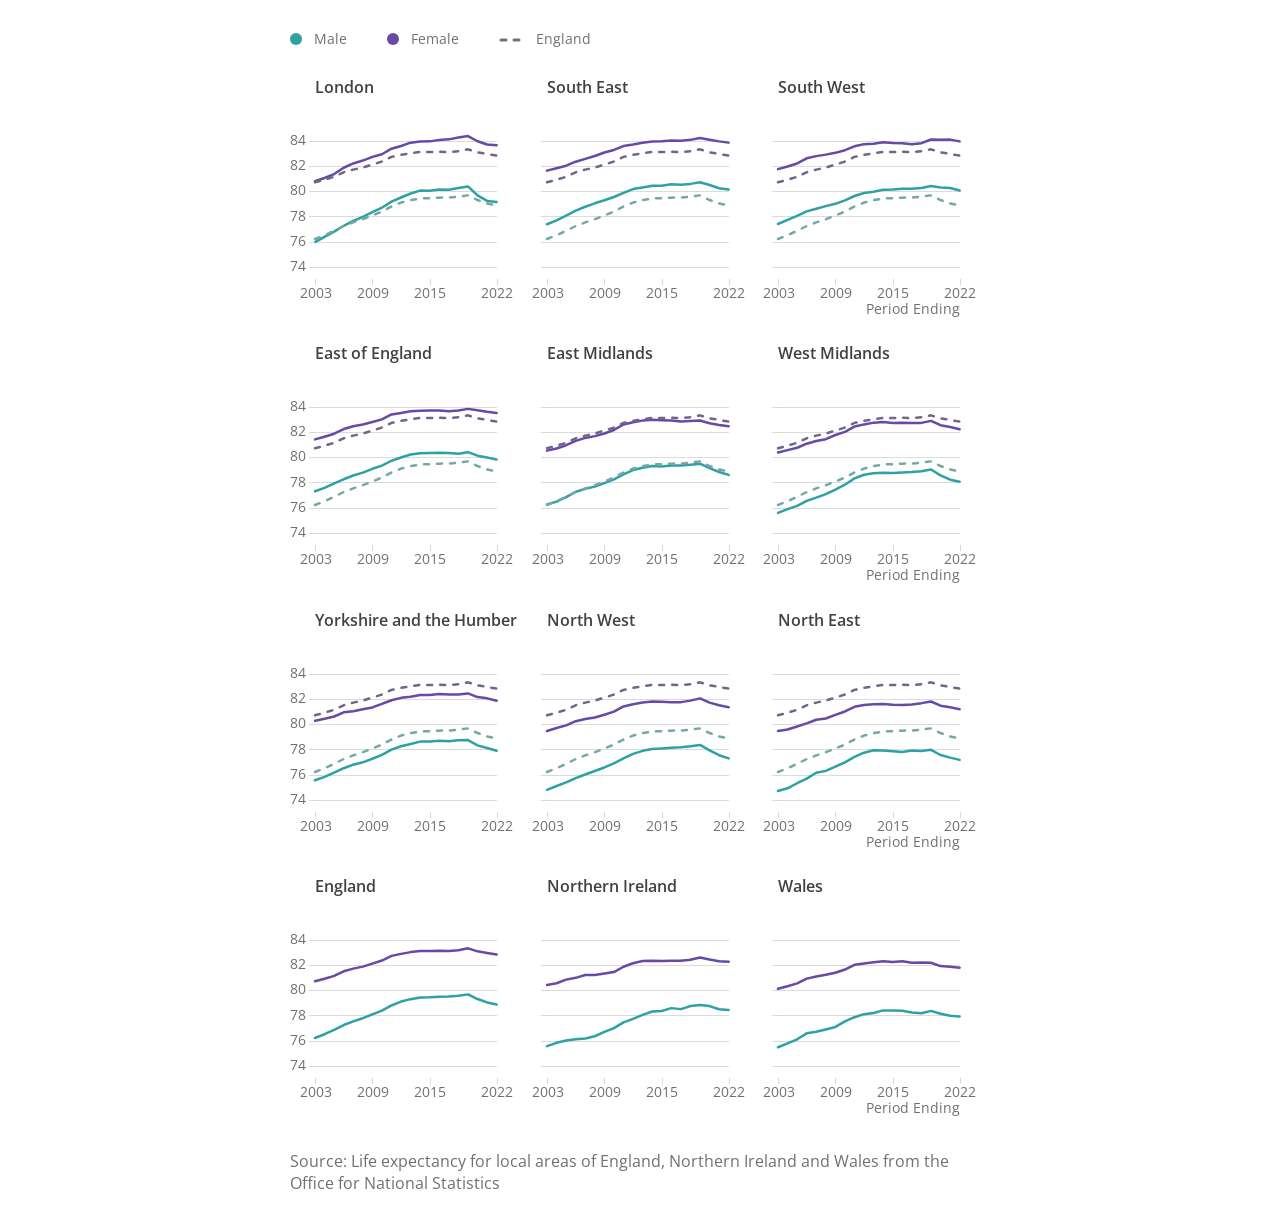 Male Female England
London South East South West
84
82
80
78
76
74
2003 2009 2015 2022 2003 2009 2015 2022 2003 2009 2015 2022
Period Ending
East of England East Midlands West Midlands
84
82
80
78
76
74
2003 2009 2015 2022 2003 2009 2015 2022 2003 2009 2015 2022
Period Ending
Yorkshire and the Humber North West North East
84
82
80
78
76
74
2003 2009 2015 2022 2003 2009 2015 2022 2003 2009 2015 2022
Period Ending
England Northern Ireland Wales
84
82
80
78
76
74
2003 2009 2015 2022 2003 2009 2015 2022 2003 2009 2015 2022
Period Ending
Source: Life expectancy for local areas of England, Northern Ireland and Wales from the
Office for National Statistics